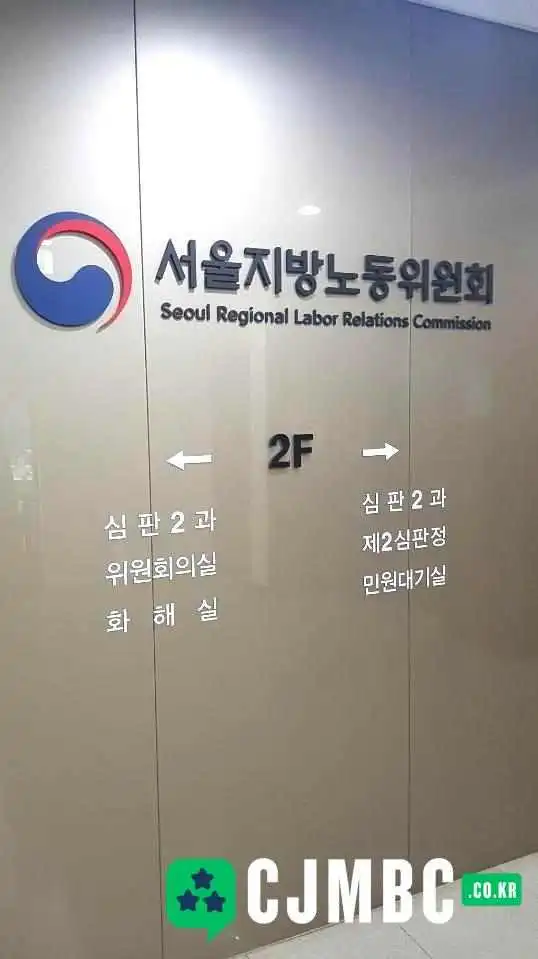 서울지방노동위원회
Seoul Regional Labor Relations Commission
2F
← →
심 판 2 과
위원회의실
화 해 실
심 판 2 과
제2심판정
민원대기실
CJMBC
.CO.KR